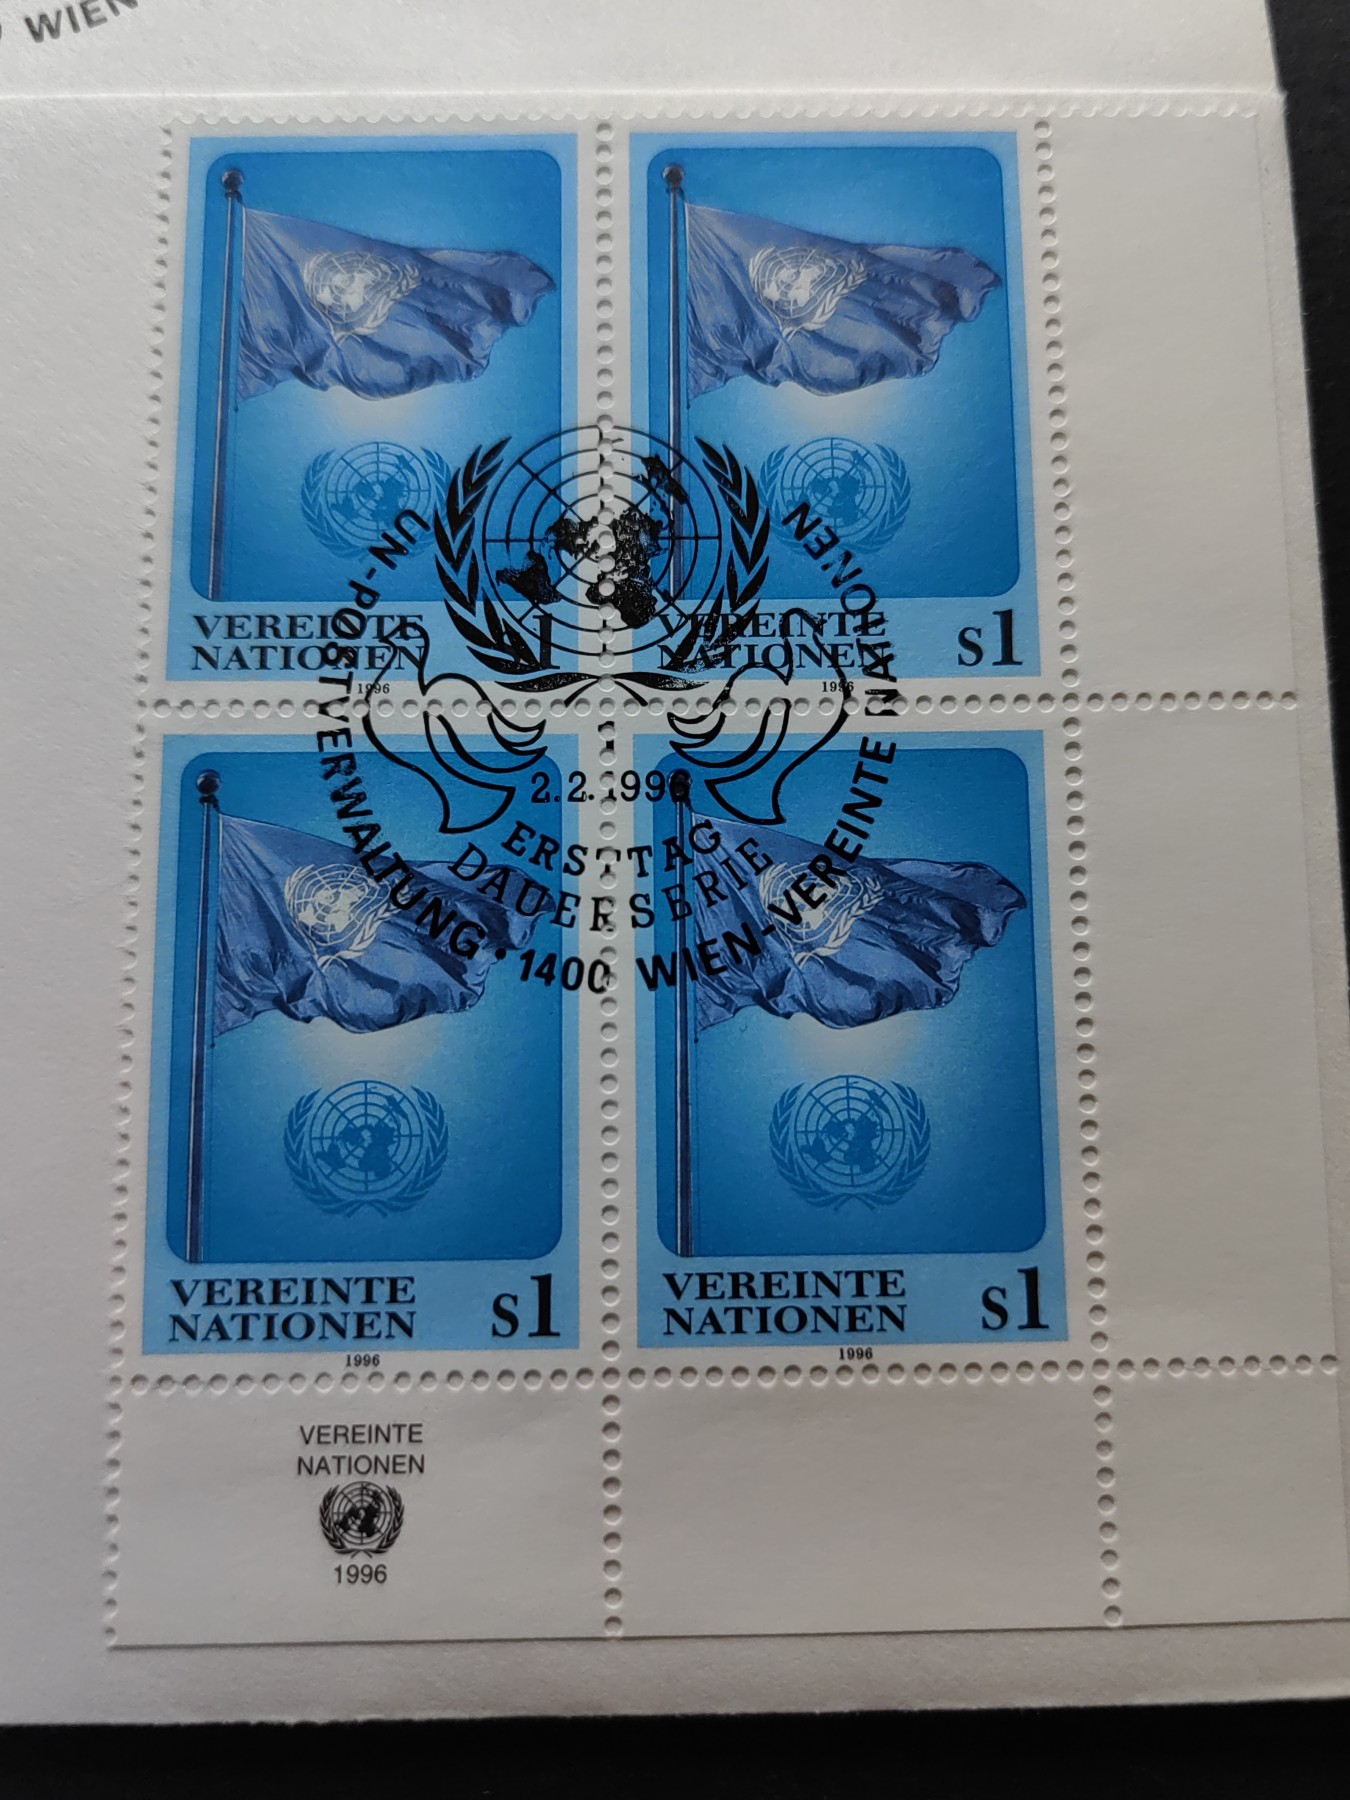 WIEN
VEREINTE
NATIONEN 1
1996
VEREINTE
NATIONEN s1
1996
UN-POSTVERWALTUNG • 1400 WIEN-VEREINTE NATIONEN
2.2.1996
ERSTTAG
DAUERSERIE
VEREINTE
NATIONEN s1
1996
VEREINTE
NATIONEN s1
1996
VEREINTE
NATIONEN
1996